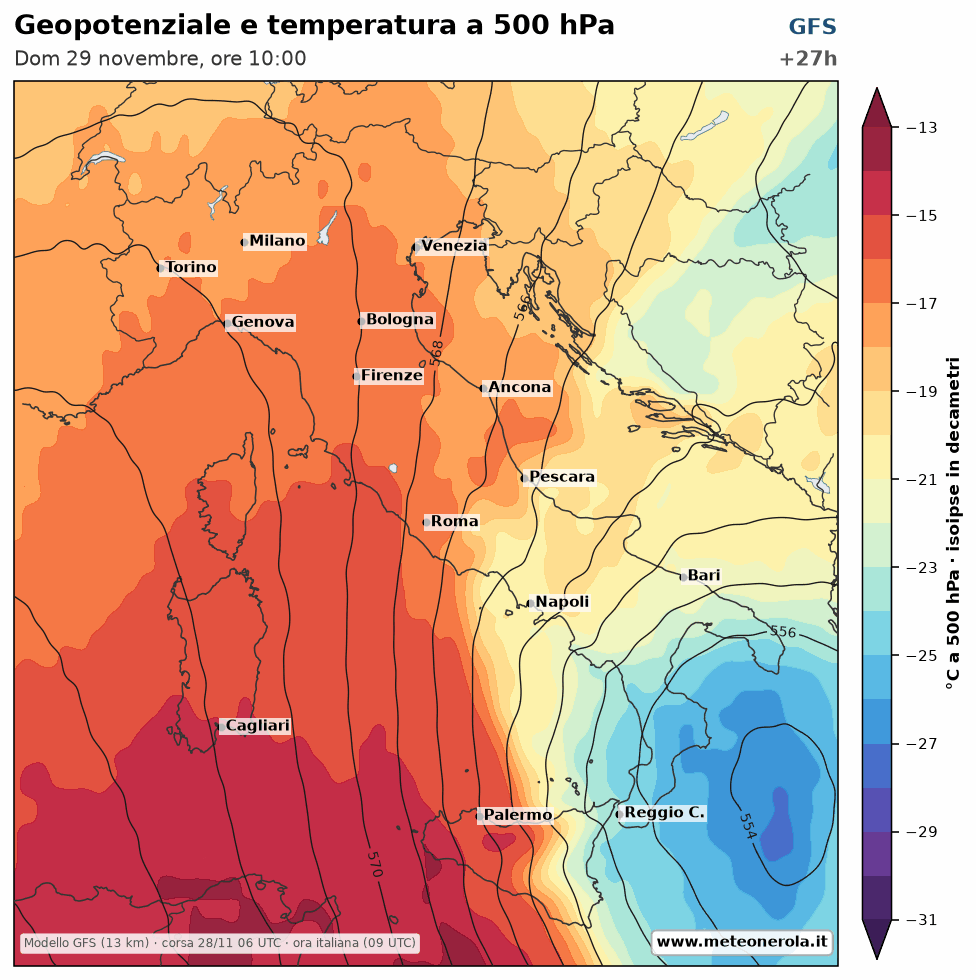 Geopotenziale e temperatura a 500 hPa
GFS
Dom 29 novembre, ore 10:00
+27h
−13
−15
−17
−19
−21
−23
−25
−27
−29
−31
°C a 500 hPa · isoipse in decametri
Milano
Venezia
Torino
566
Genova
Bologna
568
Firenze
Ancona
Pescara
Roma
Bari
Napoli
556
Cagliari
Palermo
Reggio C.
554
570
Modello GFS (13 km) · corsa 28/11 06 UTC · ora italiana (09 UTC)
www.meteonerola.it